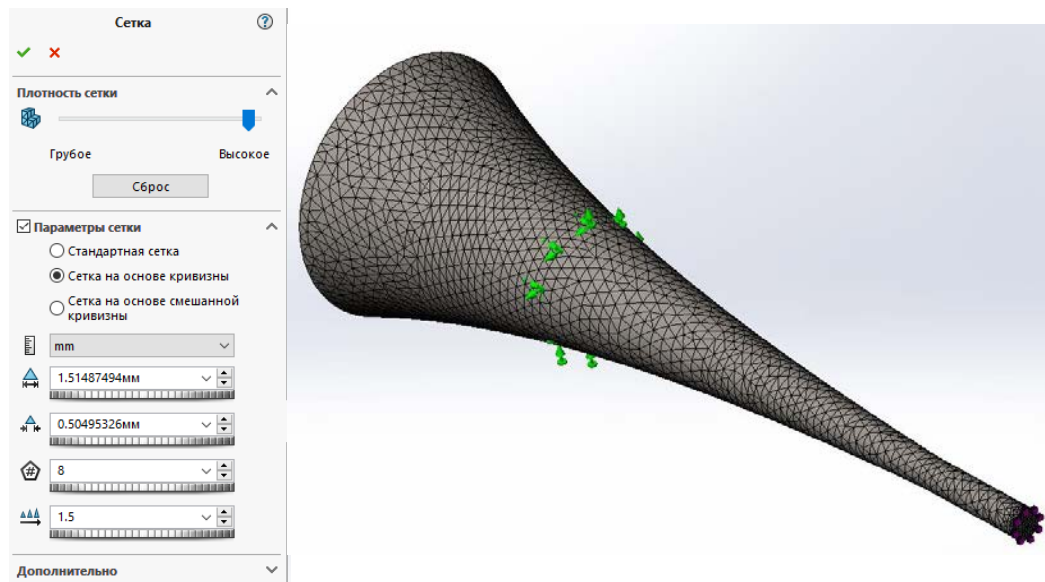 Сетка
Плотность сетки
Грубое
Высокое
Сброс
Параметры сетки
Стандартная сетка
Сетка на основе кривизны
Сетка на основе смешанной
кривизны
mm
1.51487494мм
0.50495326мм
8
1.5
Дополнительно